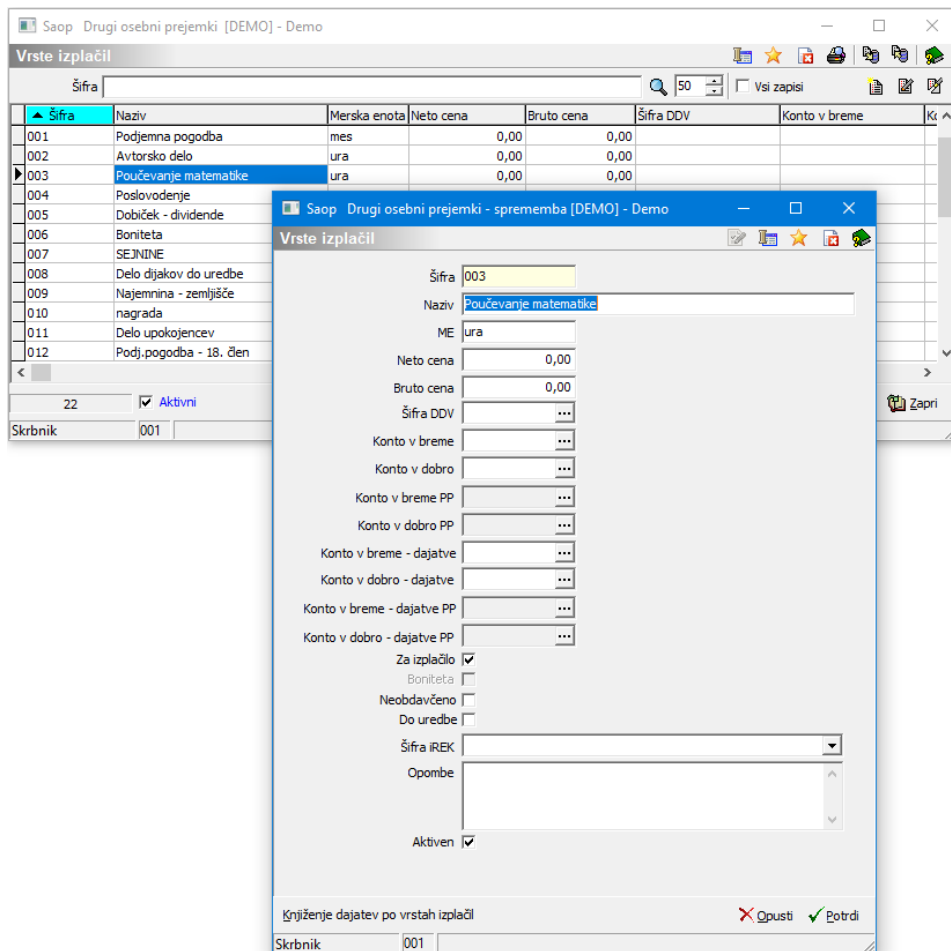 Saop Drugi osebni prejemki [DEMO] - Demo
Vrste izplačil
Šifra 50 Vsi zapisi
Šifra Naziv Merska enota Neto cena Bruto cena Šifra DDV Konto v breme
001 Podjemna pogodba mes 0,00 0,00
002 Avtorsko delo ura 0,00 0,00
003 Poučevanje matematike ura 0,00 0,00
004 Poslovodenje
005 Dobiček - dividende
006 Boniteta
007 SEJNINE
008 Delo dijakov do uredbe
009 Najemnina - zemljišče
010 nagrada
011 Delo upokojencev
012 Podj.pogodba - 18. člen
22 Aktivni Zapri
Skrbnik 001
Saop Drugi osebni prejemki - sprememba [DEMO] - Demo
Vrste izplačil
Šifra 003
Naziv Poučevanje matematike
ME ura
Neto cena 0,00
Bruto cena 0,00
Šifra DDV ...
Konto v breme ...
Konto v dobro ...
Konto v breme PP ...
Konto v dobro PP ...
Konto v breme - dajatve ...
Konto v dobro - dajatve ...
Konto v breme - dajatve PP ...
Konto v dobro - dajatve PP ...
Za izplačilo
Boniteta
Neobdavčeno
Do uredbe
Šifra iREK
Opombe
Aktiven
Knjiženje dajatev po vrstah izplačil Opusti Potrdi
Skrbnik 001